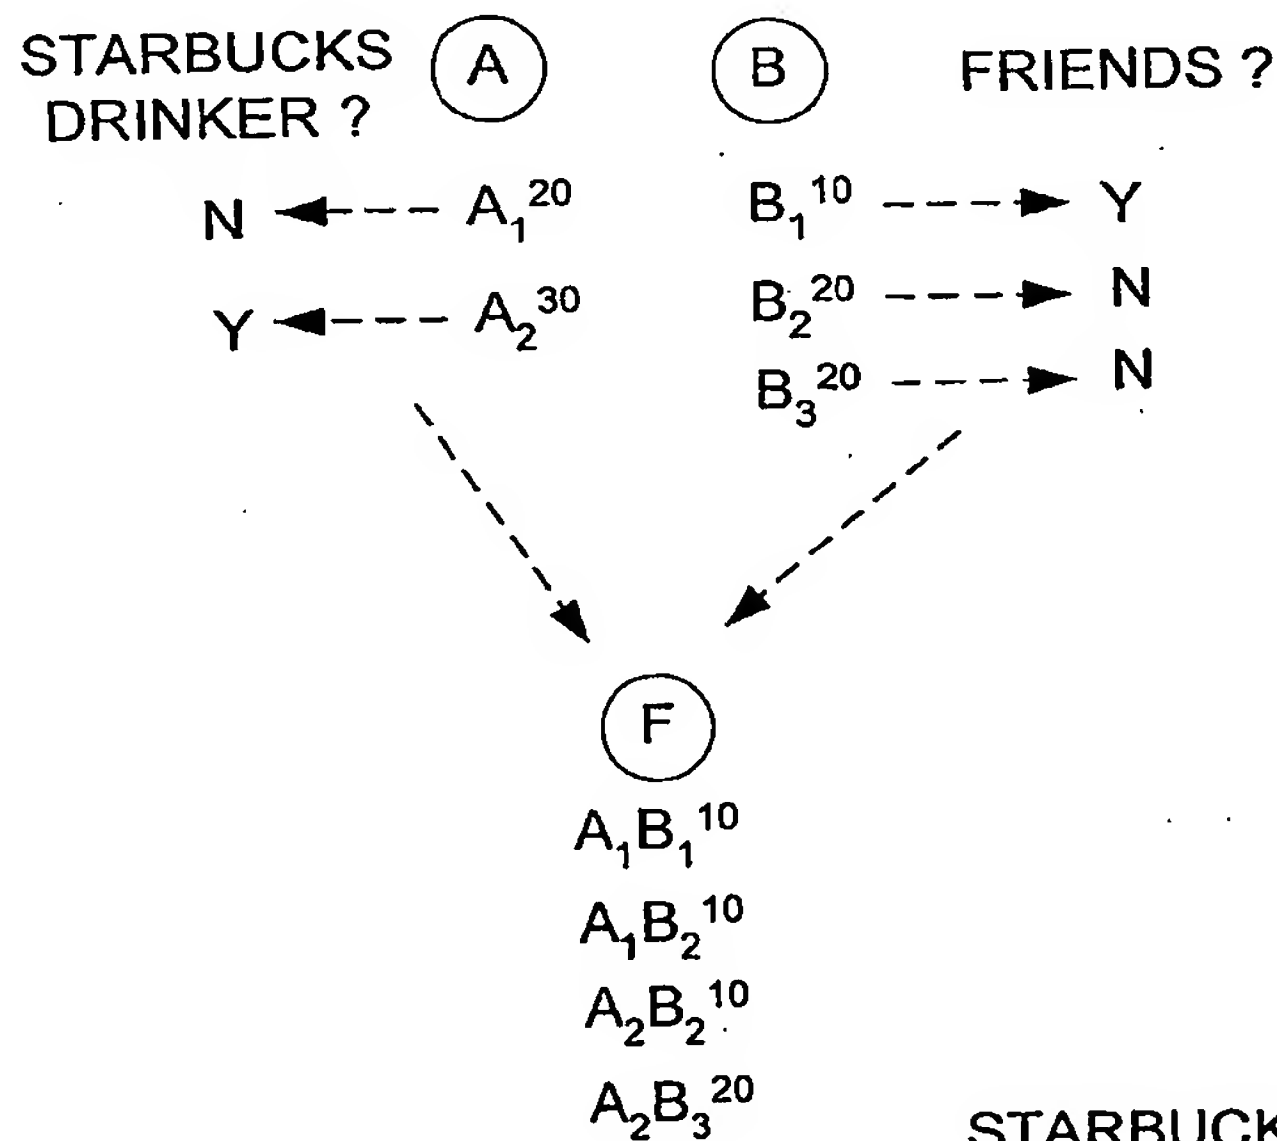 STARBUCKS DRINKER ?
A
B
FRIENDS ?
N A₁²⁰
B₁¹⁰ Y
Y A₂³⁰
B₂²⁰ N
B₃²⁰ N
F
A₁B₁¹⁰
A₁B₂¹⁰
A₂B₂¹⁰
A₂B₃²⁰